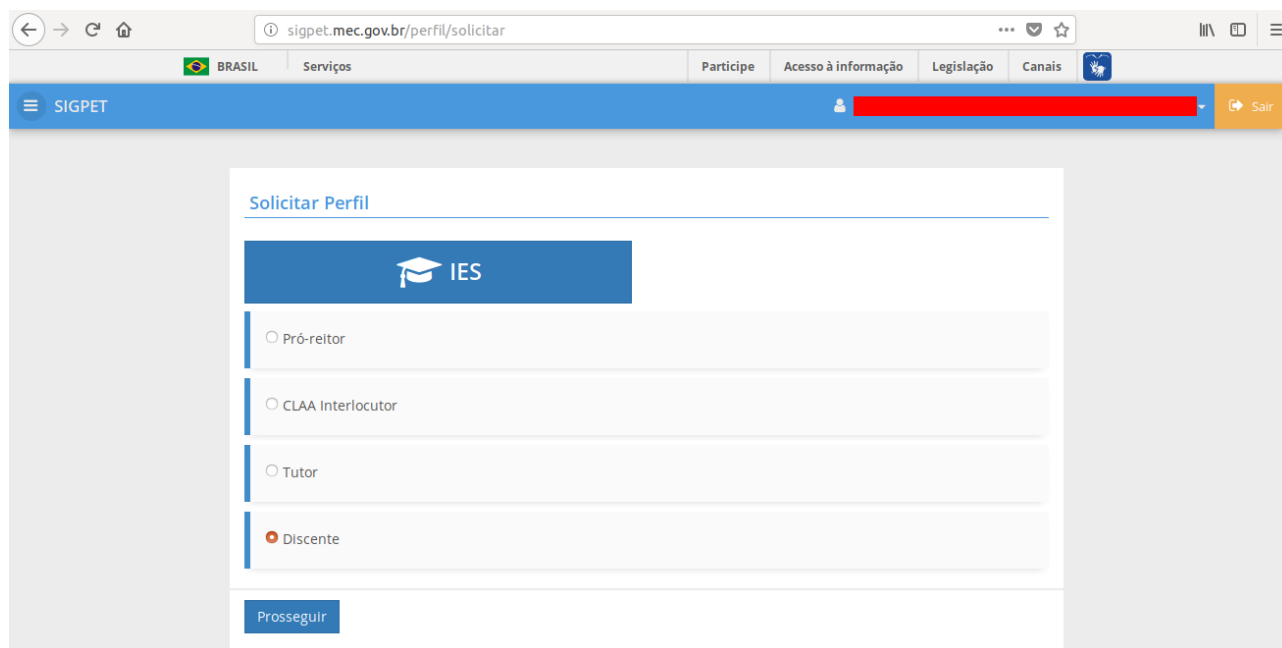 sigpet.mec.gov.br/perfil/solicitar
BRASIL Serviços Participe Acesso à informação Legislação Canais
SIGPET Sair
Solicitar Perfil
IES
Pró-reitor
CLAA Interlocutor
Tutor
Discente
Prosseguir